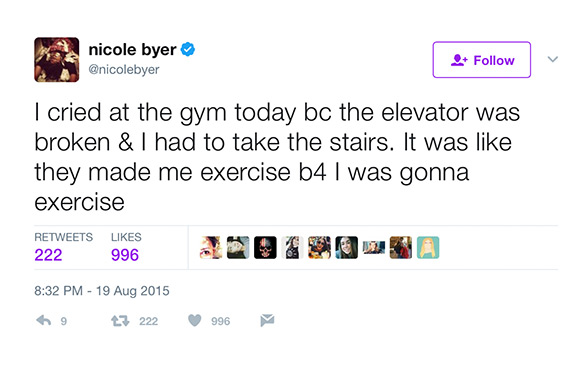 nicole byer
@nicolebyer
Follow
I cried at the gym today bc the elevator was
broken & I had to take the stairs. It was like
they made me exercise b4 I was gonna
exercise
RETWEETS LIKES
222 996
8:32 PM - 19 Aug 2015
9 222 996